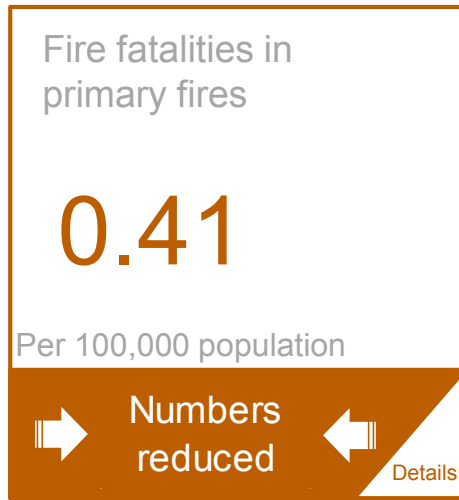 Fire fatalities in
primary fires
0.41
Per 100,000 population
Numbers
reduced
Details